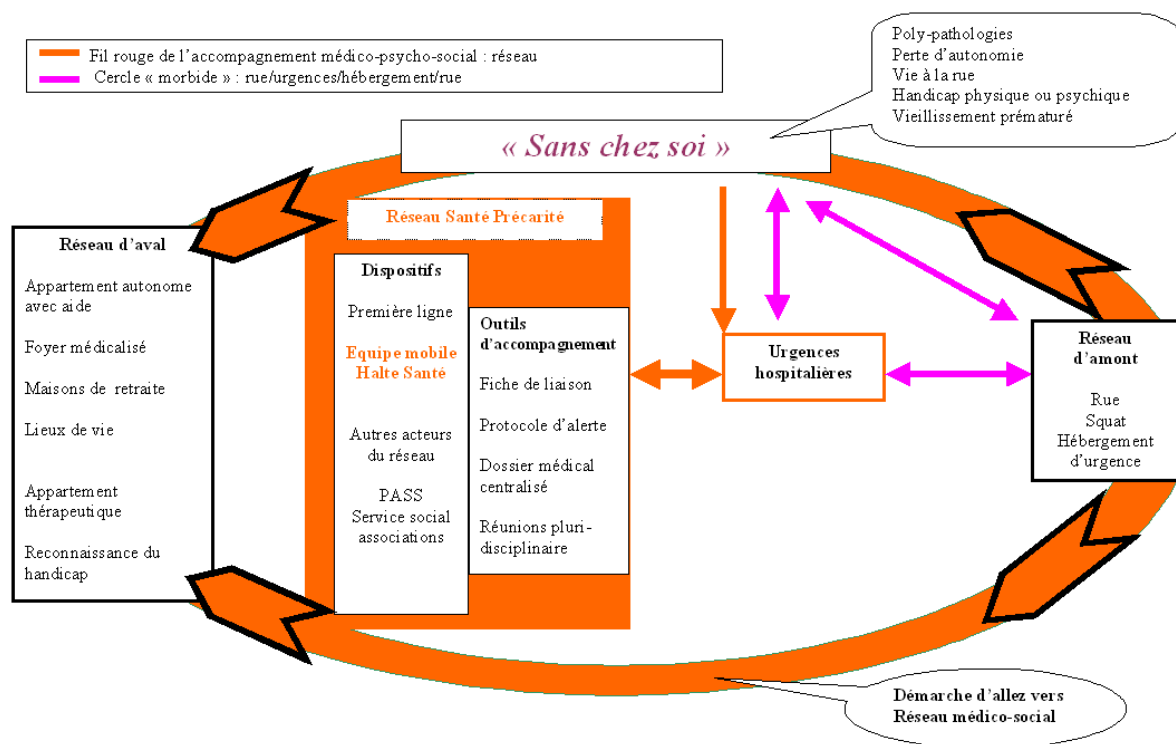 Fil rouge de l'accompagnement médico-psycho-social : réseau
Cercle « morbide » : rue/urgences/hébergement/rue
Poly-pathologies
Perte d'autonomie
Vie à la rue
Handicap physique ou psychique
Vieillissement prématuré
« Sans chez soi »
Réseau d'aval
Appartement autonome
avec aide
Foyer médicalisé
Maisons de retraite
Lieux de vie
Appartement
thérapeutique
Reconnaissance du
handicap
Réseau Santé Précarité
Dispositifs
Première ligne
Equipe mobile
Halte Santé
Autres acteurs
du réseau
PASS
Service social
associations
Outils
d'accompagnement
Fiche de liaison
Protocole d'alerte
Dossier médical
centralisé
Réunions pluri-
disciplinaire
Urgences
hospitalières
Réseau
d'amont
Rue
Squat
Hébergement
d'urgence
Démarche d'allez vers
Réseau médico-social